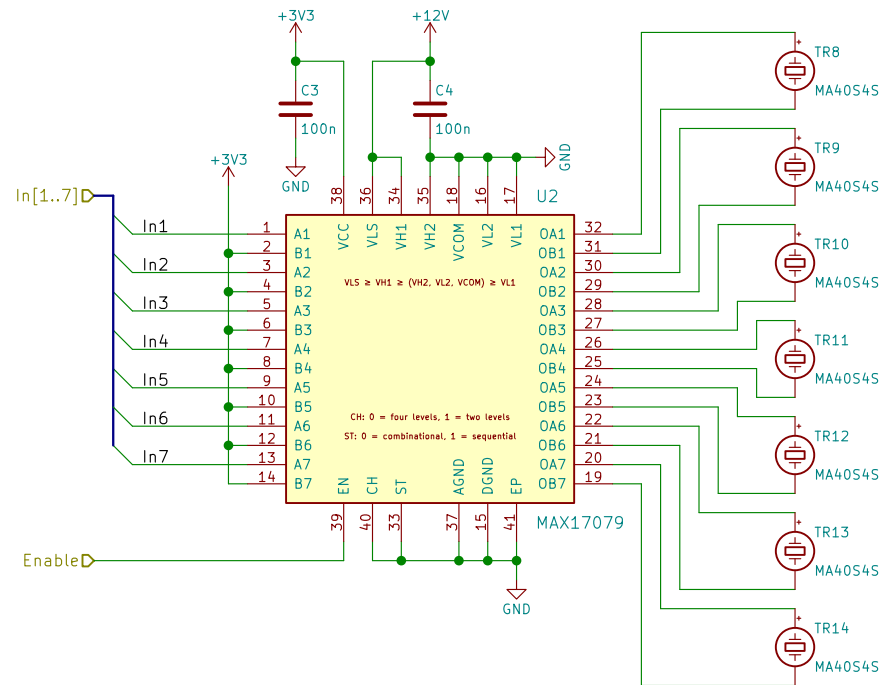 +3V3
+12V
C3
100n
C4
100n
GND
GND
+3V3
In[1..7]
In1
In2
In3
In4
In5
In6
In7
Enable
U2
MAX17079
38 36 34 35 18 16 17
VCC VLS VH1 VH2 VCOM VL2 VL1
VLS ≥ VH1 ≥ (VH2, VL2, VCOM) ≥ VL1
1 A1 OA1 32
2 B1 OB1 31
3 A2 OA2 30
4 B2 OB2 29
5 A3 OA3 28
6 B3 OB3 27
7 A4 OA4 26
8 B4 OB4 25
9 A5 OA5 24
10 B5 OB5 23
11 A6 OA6 22
12 B6 OB6 21
13 A7 OA7 20
14 B7 OB7 19
CH: 0 = four levels, 1 = two levels
ST: 0 = combinational, 1 = sequential
EN CH ST AGND DGND EP
39 40 33 37 15 41
GND
+
TR8
MA40S4S
+
TR9
MA40S4S
+
TR10
MA40S4S
+
TR11
MA40S4S
+
TR12
MA40S4S
+
TR13
MA40S4S
+
TR14
MA40S4S